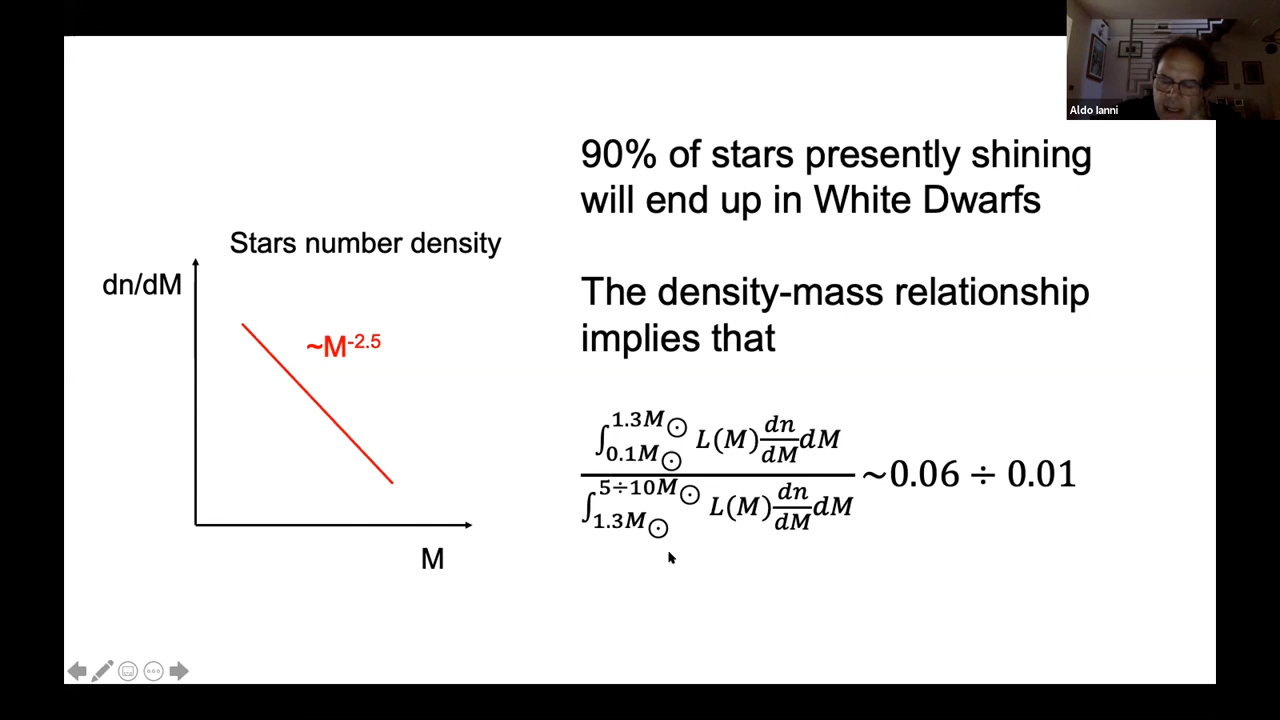 Aldo Ianni
90% of stars presently shining
will end up in White Dwarfs
Stars number density
dn/dM
~M^-2.5
M
The density-mass relationship
implies that
∫_{0.1M⊙}^{1.3M⊙} L(M) dn/dM dM
∫_{1.3M⊙}^{5÷10M⊙} L(M) dn/dM dM
~0.06 ÷ 0.01